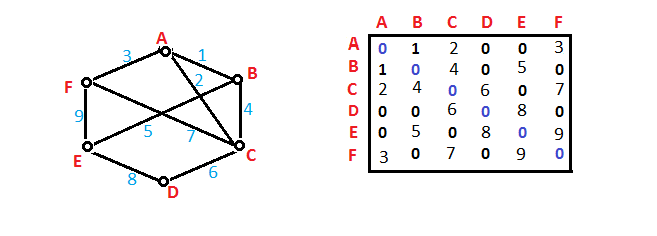 A
3
1
F
2
B
9
5
7
4
E
C
8
6
D
A B C D E F
A 0 1 2 0 0 3
B 1 0 4 0 5 0
C 2 4 0 6 0 7
D 0 0 6 0 8 0
E 0 5 0 8 0 9
F 3 0 7 0 9 0